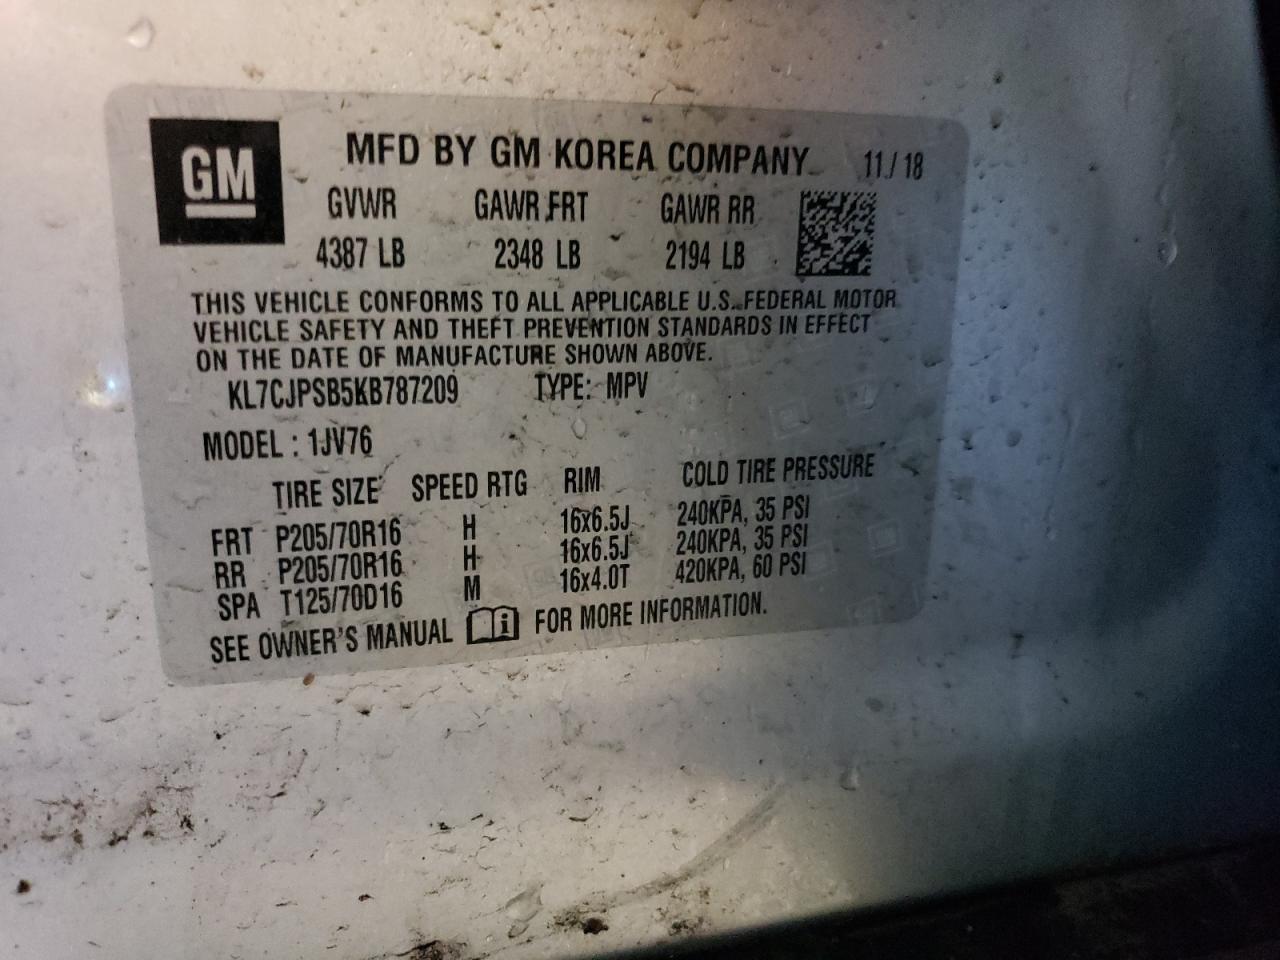 GM
MFD BY GM KOREA COMPANY 11/18
GVWR GAWR FRT GAWR RR
4387 LB 2348 LB 2194 LB
THIS VEHICLE CONFORMS TO ALL APPLICABLE U.S. FEDERAL MOTOR
VEHICLE SAFETY AND THEFT PREVENTION STANDARDS IN EFFECT
ON THE DATE OF MANUFACTURE SHOWN ABOVE.
KL7CJPSB5KB787209 TYPE: MPV
MODEL : 1JV76
TIRE SIZE SPEED RTG RIM COLD TIRE PRESSURE
FRT P205/70R16 H 16x6.5J 240KPA, 35 PSI
RR P205/70R16 H 16x6.5J 240KPA, 35 PSI
SPA T125/70D16 M 16x4.0T 420KPA, 60 PSI
SEE OWNER'S MANUAL i FOR MORE INFORMATION.